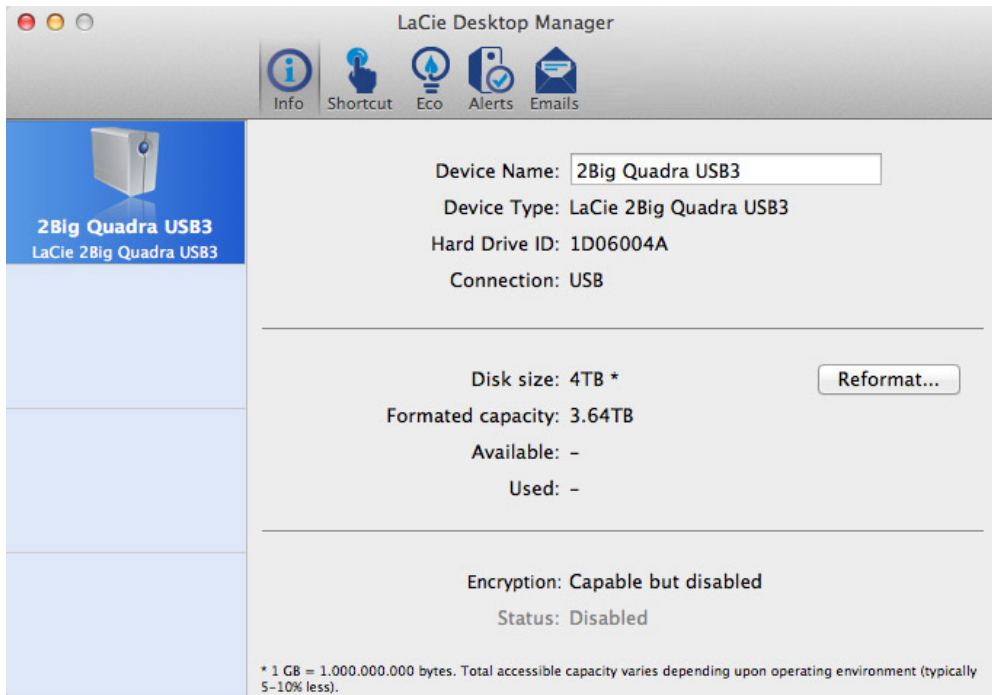 LaCie Desktop Manager
Info Shortcut Eco Alerts Emails
2Big Quadra USB3
LaCie 2Big Quadra USB3
Device Name: 2Big Quadra USB3
Device Type: LaCie 2Big Quadra USB3
Hard Drive ID: 1D06004A
Connection: USB
Disk size: 4TB *
Reformat...
Formated capacity: 3.64TB
Available: –
Used: –
Encryption: Capable but disabled
Status: Disabled
* 1 GB = 1.000.000.000 bytes. Total accessible capacity varies depending upon operating environment (typically
5–10% less).